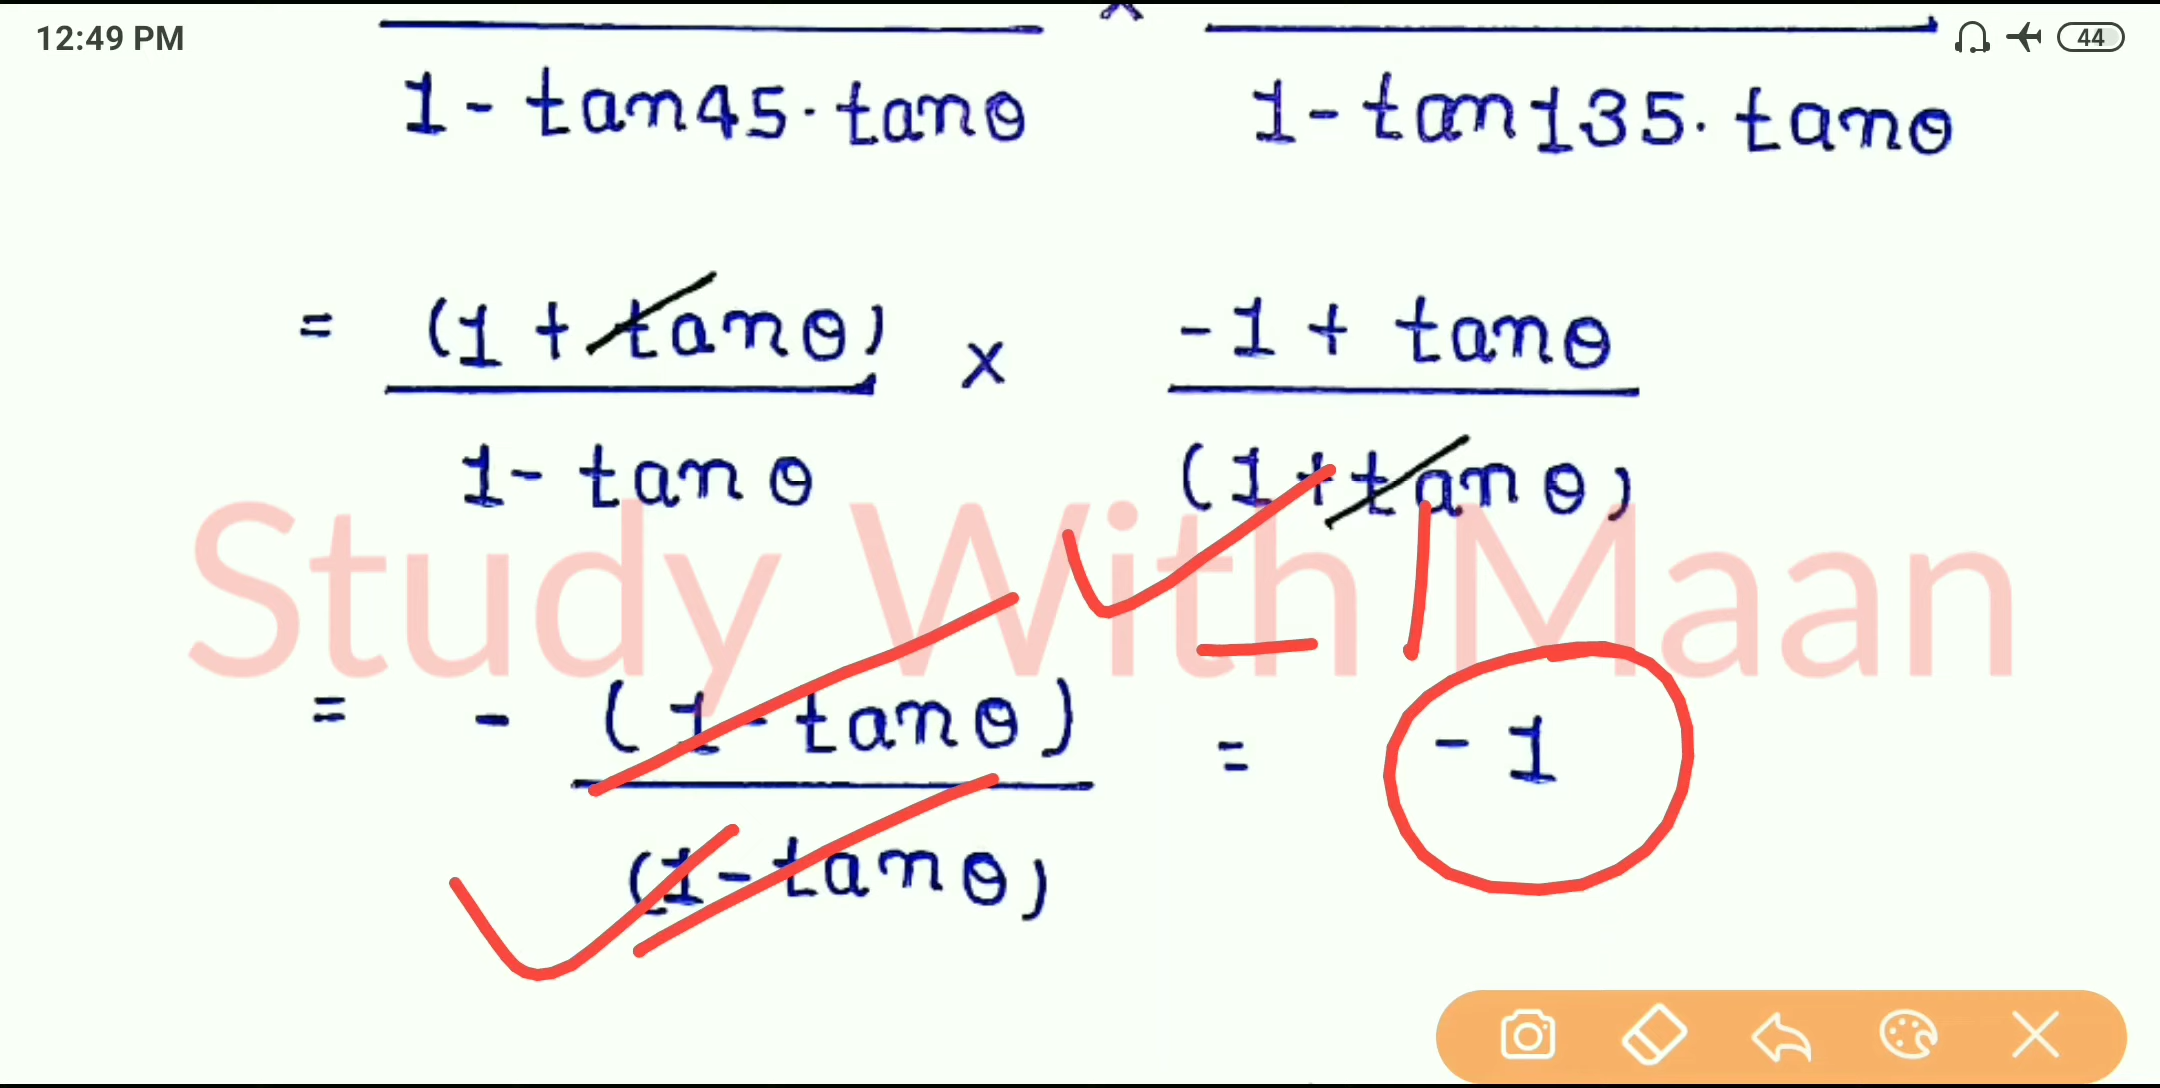 12:49 PM 44
1 - tan45·tanθ 1 - tan135·tanθ
= (1 + tanθ) × -1 + tanθ
1 - tanθ (1 + tanθ)
Study With Maan
= - (1 - tanθ) = -1
(1 - tanθ)